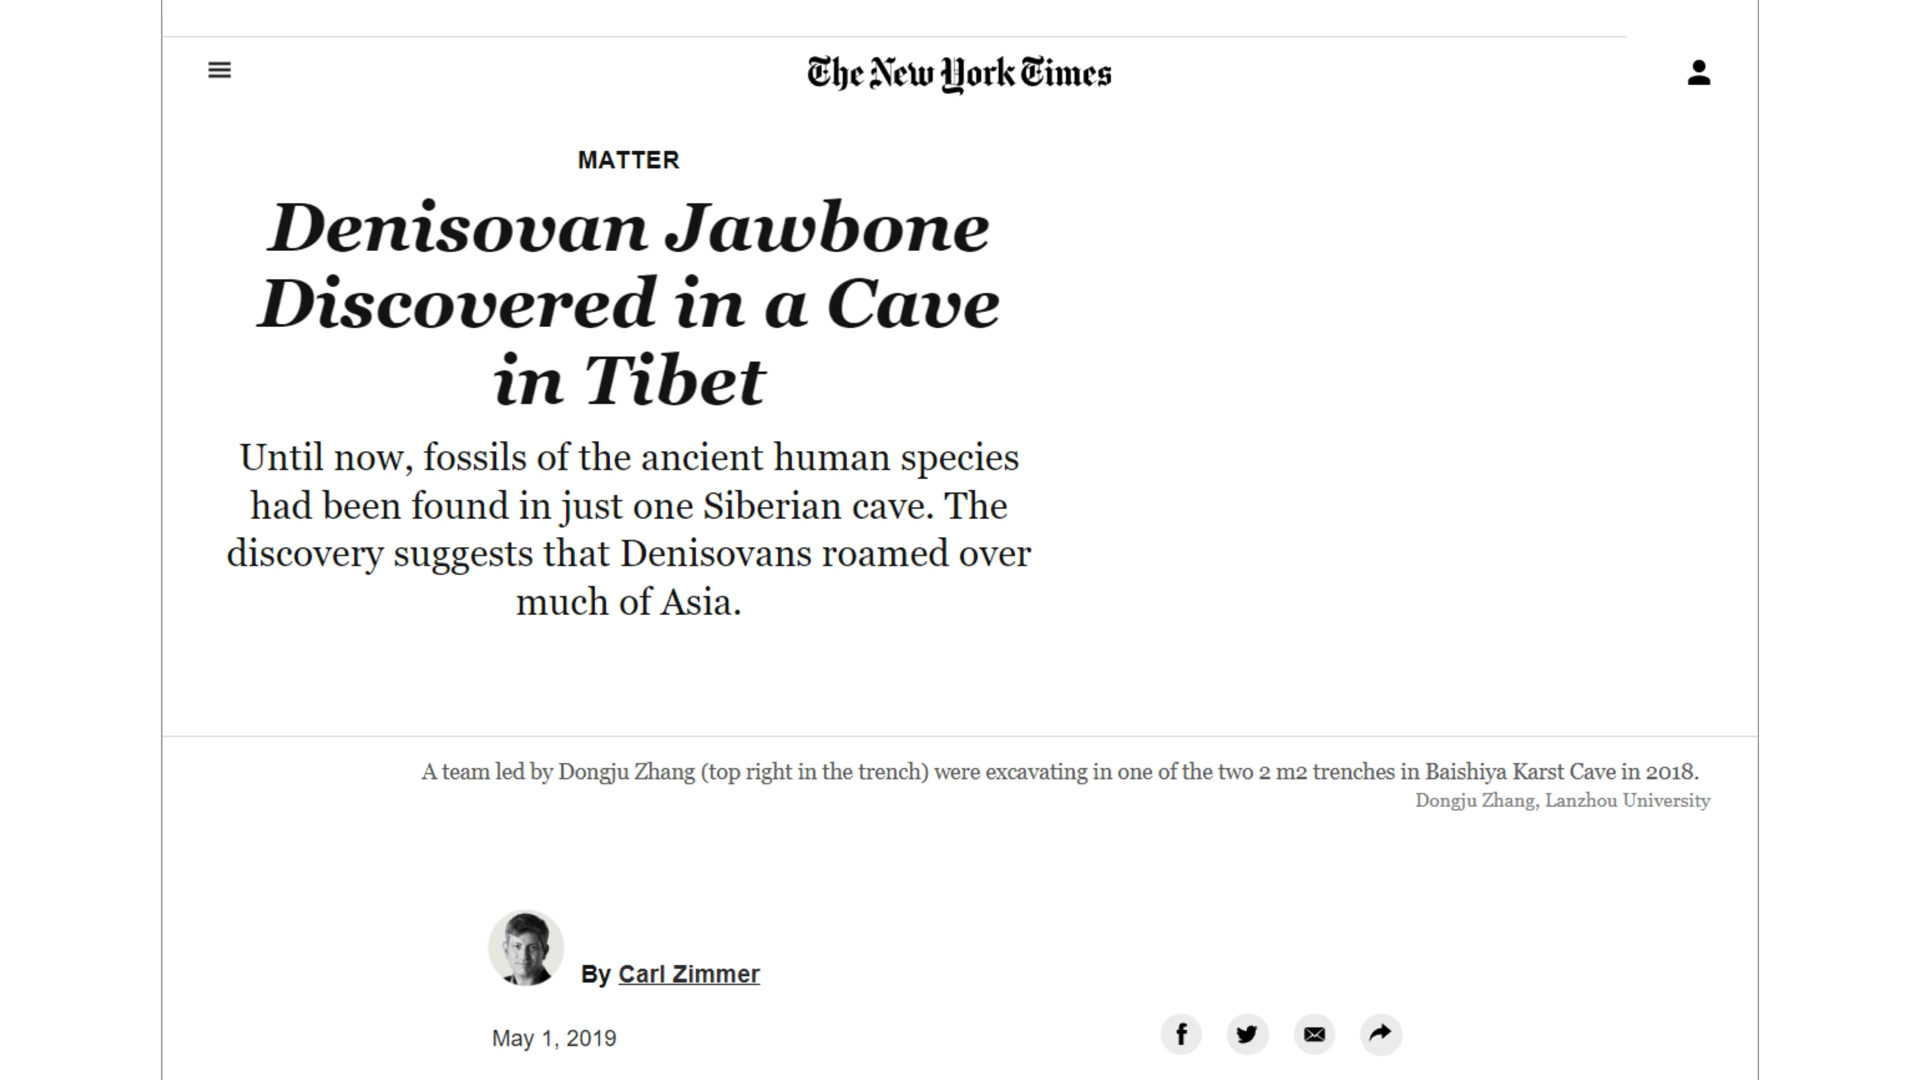 The New York Times
MATTER
Denisovan Jawbone
Discovered in a Cave
in Tibet
Until now, fossils of the ancient human species
had been found in just one Siberian cave. The
discovery suggests that Denisovans roamed over
much of Asia.
A team led by Dongju Zhang (top right in the trench) were excavating in one of the two 2 m2 trenches in Baishiya Karst Cave in 2018.
Dongju Zhang, Lanzhou University
By Carl Zimmer
May 1, 2019